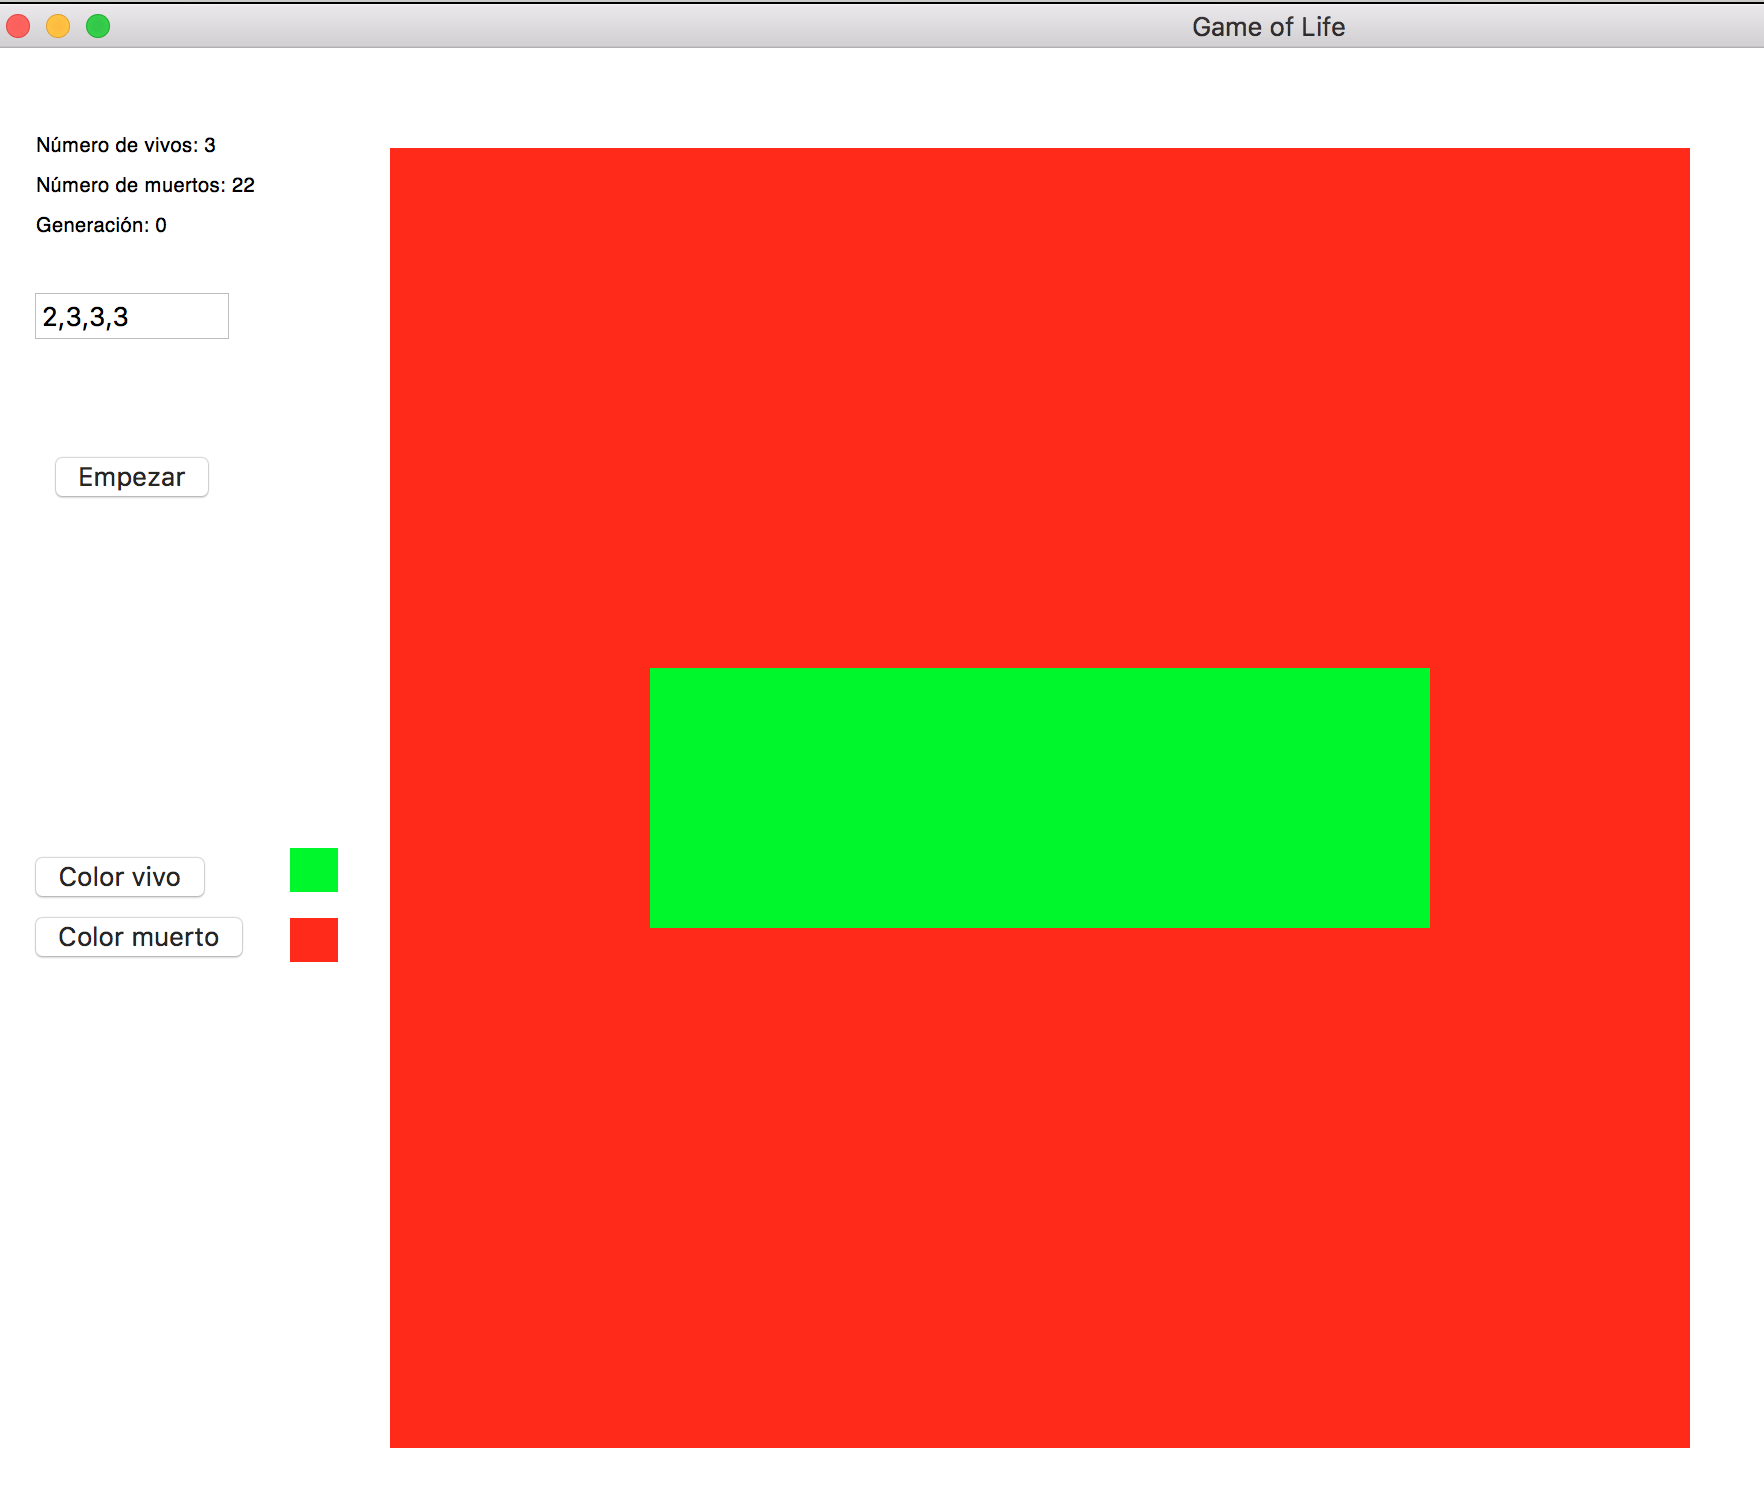 Game of Life
Número de vivos: 3
Número de muertos: 22
Generación: 0
2,3,3,3
Empezar
Color vivo
Color muerto